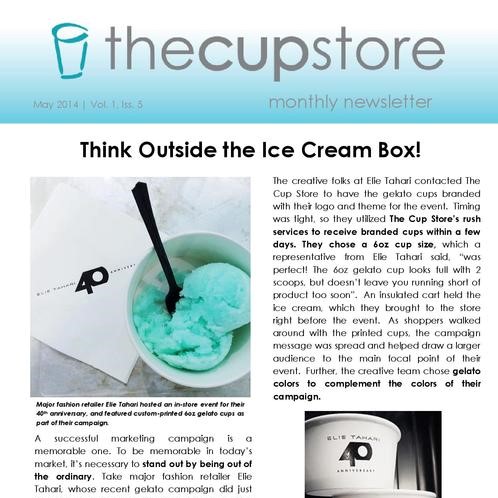 thecupstore
May 2014 | Vol. 1, Iss. 5
monthly newsletter
Think Outside the Ice Cream Box!
ELIE TAHARI 40 ANNIVERSARY
Major fashion retailer Elie Tahari hosted an in-store event for their
40th anniversary, and featured custom-printed 6oz gelato cups as
part of their campaign.
A successful marketing campaign is a
memorable one. To be memorable in today's
market, it's necessary to stand out by being out of
the ordinary. Take major fashion retailer Elie
Tahari, whose recent gelato campaign did just
The creative folks at Elie Tahari contacted The
Cup Store to have the gelato cups branded
with their logo and theme for the event. Timing
was tight, so they utilized The Cup Store's rush
services to receive branded cups within a few
days. They chose a 6oz cup size, which a
representative from Elie Tahari said, "was
perfect! The 6oz gelato cup looks full with 2
scoops, but doesn't leave you running short of
product too soon". An insulated cart held the
ice cream, which they brought to the store
right before the event. As shoppers walked
around with the printed cups, the campaign
message was spread and helped draw a larger
audience to the main focal point of their
event. Further, the creative team chose gelato
colors to complement the colors of their
campaign.
ELIE TAHARI
40
ANNIVERSARY